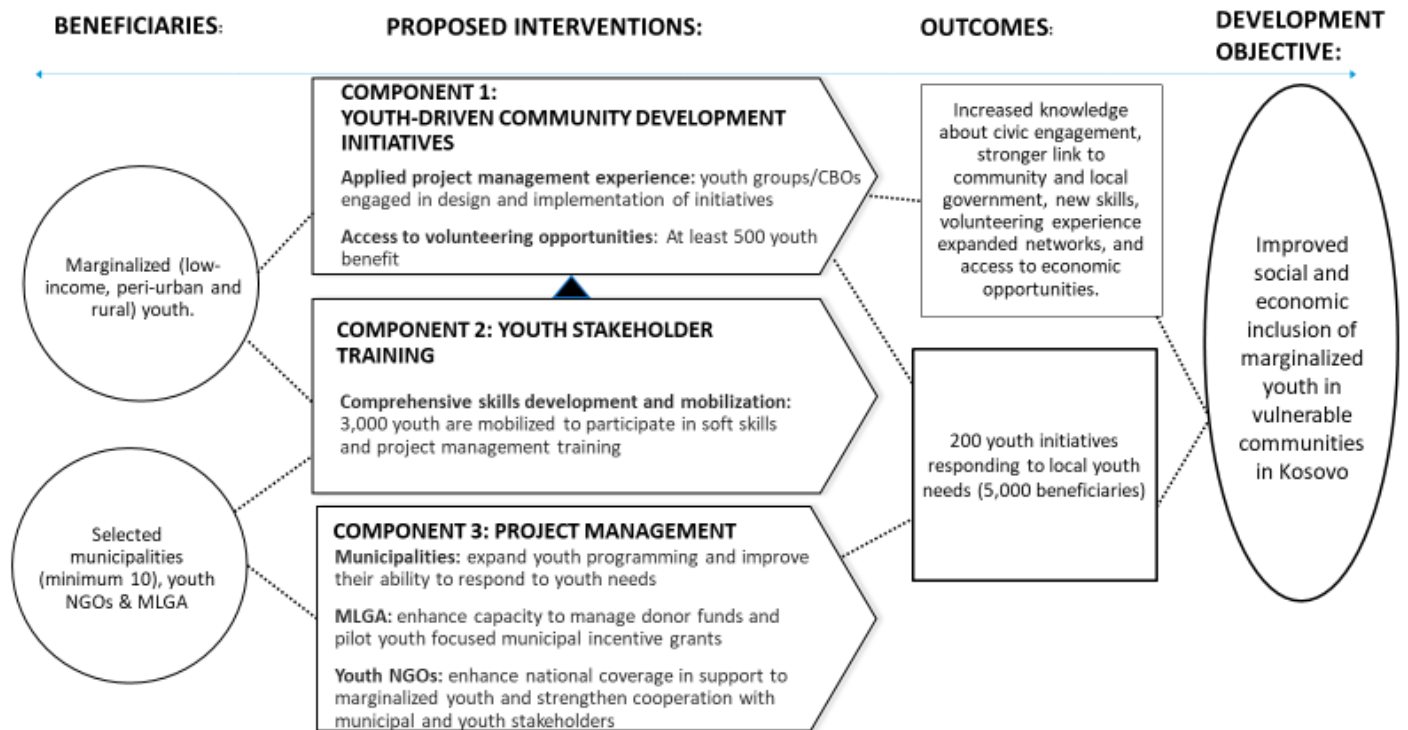 BENEFICIARIES:
PROPOSED INTERVENTIONS:
OUTCOMES:
DEVELOPMENT
OBJECTIVE:
Marginalized (low-
income, peri-urban and
rural) youth.
Selected
municipalities
(minimum 10), youth
NGOs & MLGA
COMPONENT 1:
YOUTH-DRIVEN COMMUNITY DEVELOPMENT
INITIATIVES
Applied project management experience: youth groups/CBOs
engaged in design and implementation of initiatives
Access to volunteering opportunities: At least 500 youth
benefit
COMPONENT 2: YOUTH STAKEHOLDER
TRAINING
Comprehensive skills development and mobilization:
3,000 youth are mobilized to participate in soft skills
and project management training
COMPONENT 3: PROJECT MANAGEMENT
Municipalities: expand youth programming and improve
their ability to respond to youth needs
MLGA: enhance capacity to manage donor funds and
pilot youth focused municipal incentive grants
Youth NGOs: enhance national coverage in support to
marginalized youth and strengthen cooperation with
municipal and youth stakeholders
Increased knowledge
about civic engagement,
stronger link to
community and local
government, new skills,
volunteering experience
expanded networks, and
access to economic
opportunities.
200 youth initiatives
responding to local youth
needs (5,000 beneficiaries)
Improved
social and
economic
inclusion of
marginalized
youth in
vulnerable
communities
in Kosovo